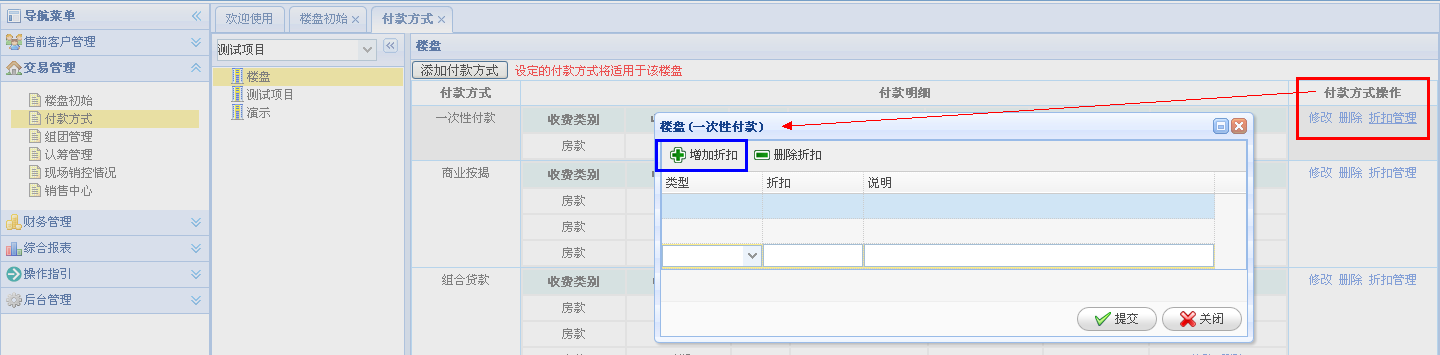 导航菜单
售前客户管理
交易管理
楼盘初始
付款方式
组团管理
认筹管理
现场销控情况
销售中心
财务管理
综合报表
操作指引
后台管理
欢迎使用 楼盘初始 付款方式
测试项目
楼盘
测试项目
演示
楼盘
添加付款方式 设定的付款方式将适用于该楼盘
付款方式 付款明细 付款方式操作
一次性付款 收费类别 修改 删除 折扣管理
房款
商业按揭 收费类别 修改 删除 折扣管理
房款
房款
房款
组合贷款 收费类别 修改 删除 折扣管理
房款
房款
楼盘(一次性付款)
增加折扣 删除折扣
类型 折扣 说明
提交 关闭